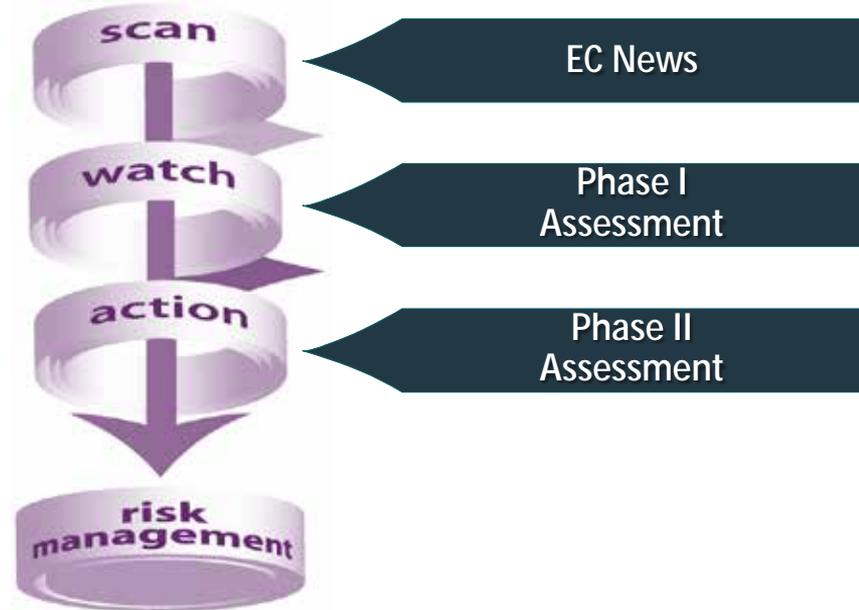 scan
EC News
watch
Phase I
Assessment
action
Phase II
Assessment
risk
management